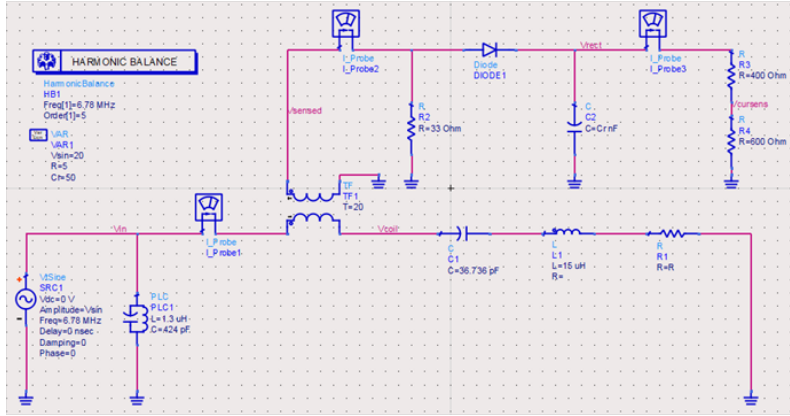 HARMONIC BALANCE
HarmonicBalance
HB1
Freq[1]=6.78 MHz
Order[1]=5
VAR
VAR1
Vsin=20
R=5
Cr=50
I_Probe
I_Probe2
Vsensed
R
R2
R=33 Ohm
Diode
DIODE1
Vrect
C
C2
C=Cr nF
I_Probe
I_Probe3
R
R3
R=400 Ohm
Vcursens
R
R4
R=600 Ohm
TF
TF1
T=20
Vin
I_Probe
I_Probe1
Vcoil
C
C1
C=36.736 pF
L
L1
L=15 uH
R=
R
R1
R=R
VtSine
SRC1
Vdc=0 V
Amplitude=Vsin
Freq=6.78 MHz
Delay=0 nsec
Damping=0
Phase=0
PLC
PLC1
L=1.3 uH
C=424 pF